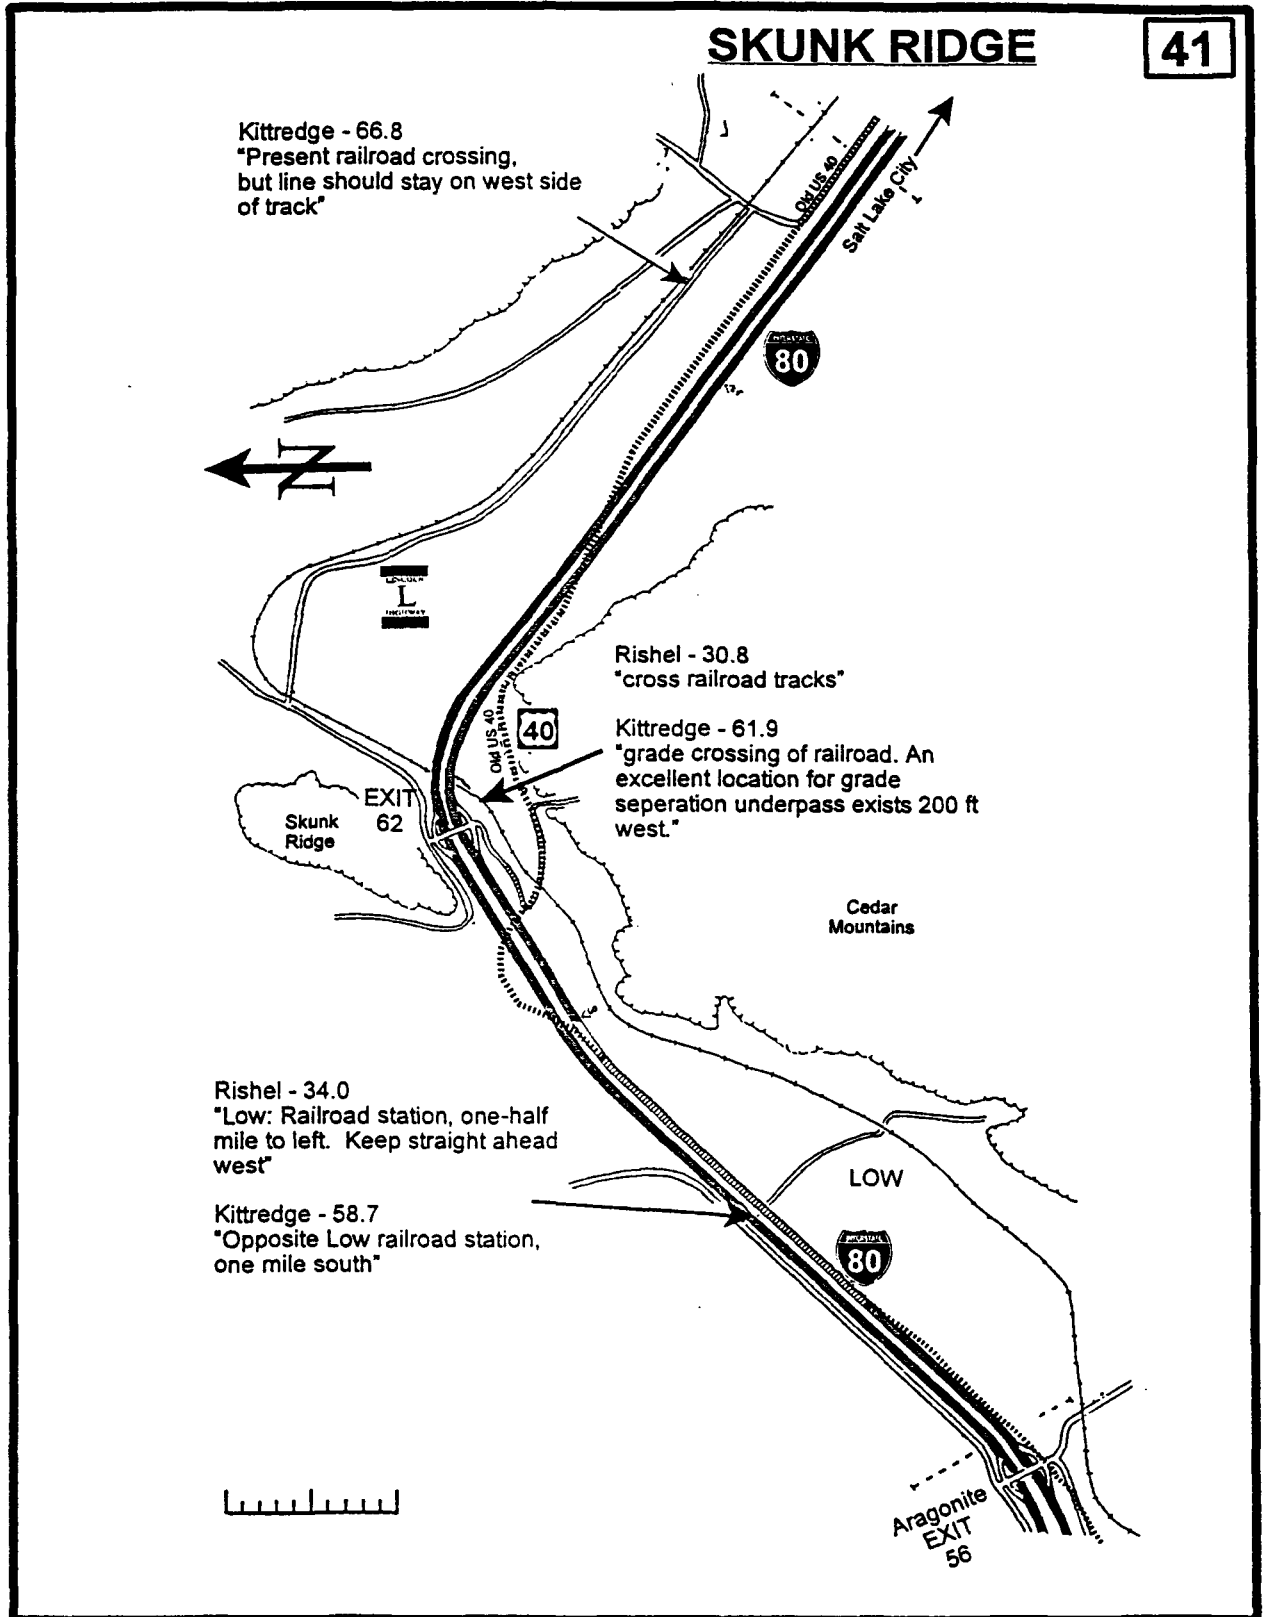 SKUNK RIDGE
41
Kittredge - 66.8
"Present railroad crossing,
but line should stay on west side
of track"
Old US 40
Salt Lake City
INTERSTATE
80
N
LINCOLN
L
HIGHWAY
Rishel - 30.8
"cross railroad tracks"
Old US 40
40
Kittredge - 61.9
"grade crossing of railroad. An
excellent location for grade
seperation underpass exists 200 ft
west."
EXIT
62
Skunk
Ridge
Cedar
Mountains
Rishel - 34.0
"Low: Railroad station, one-half
mile to left. Keep straight ahead
west"
LOW
Kittredge - 58.7
"Opposite Low railroad station,
one mile south"
INTERSTATE
80
Aragonite
EXIT
56